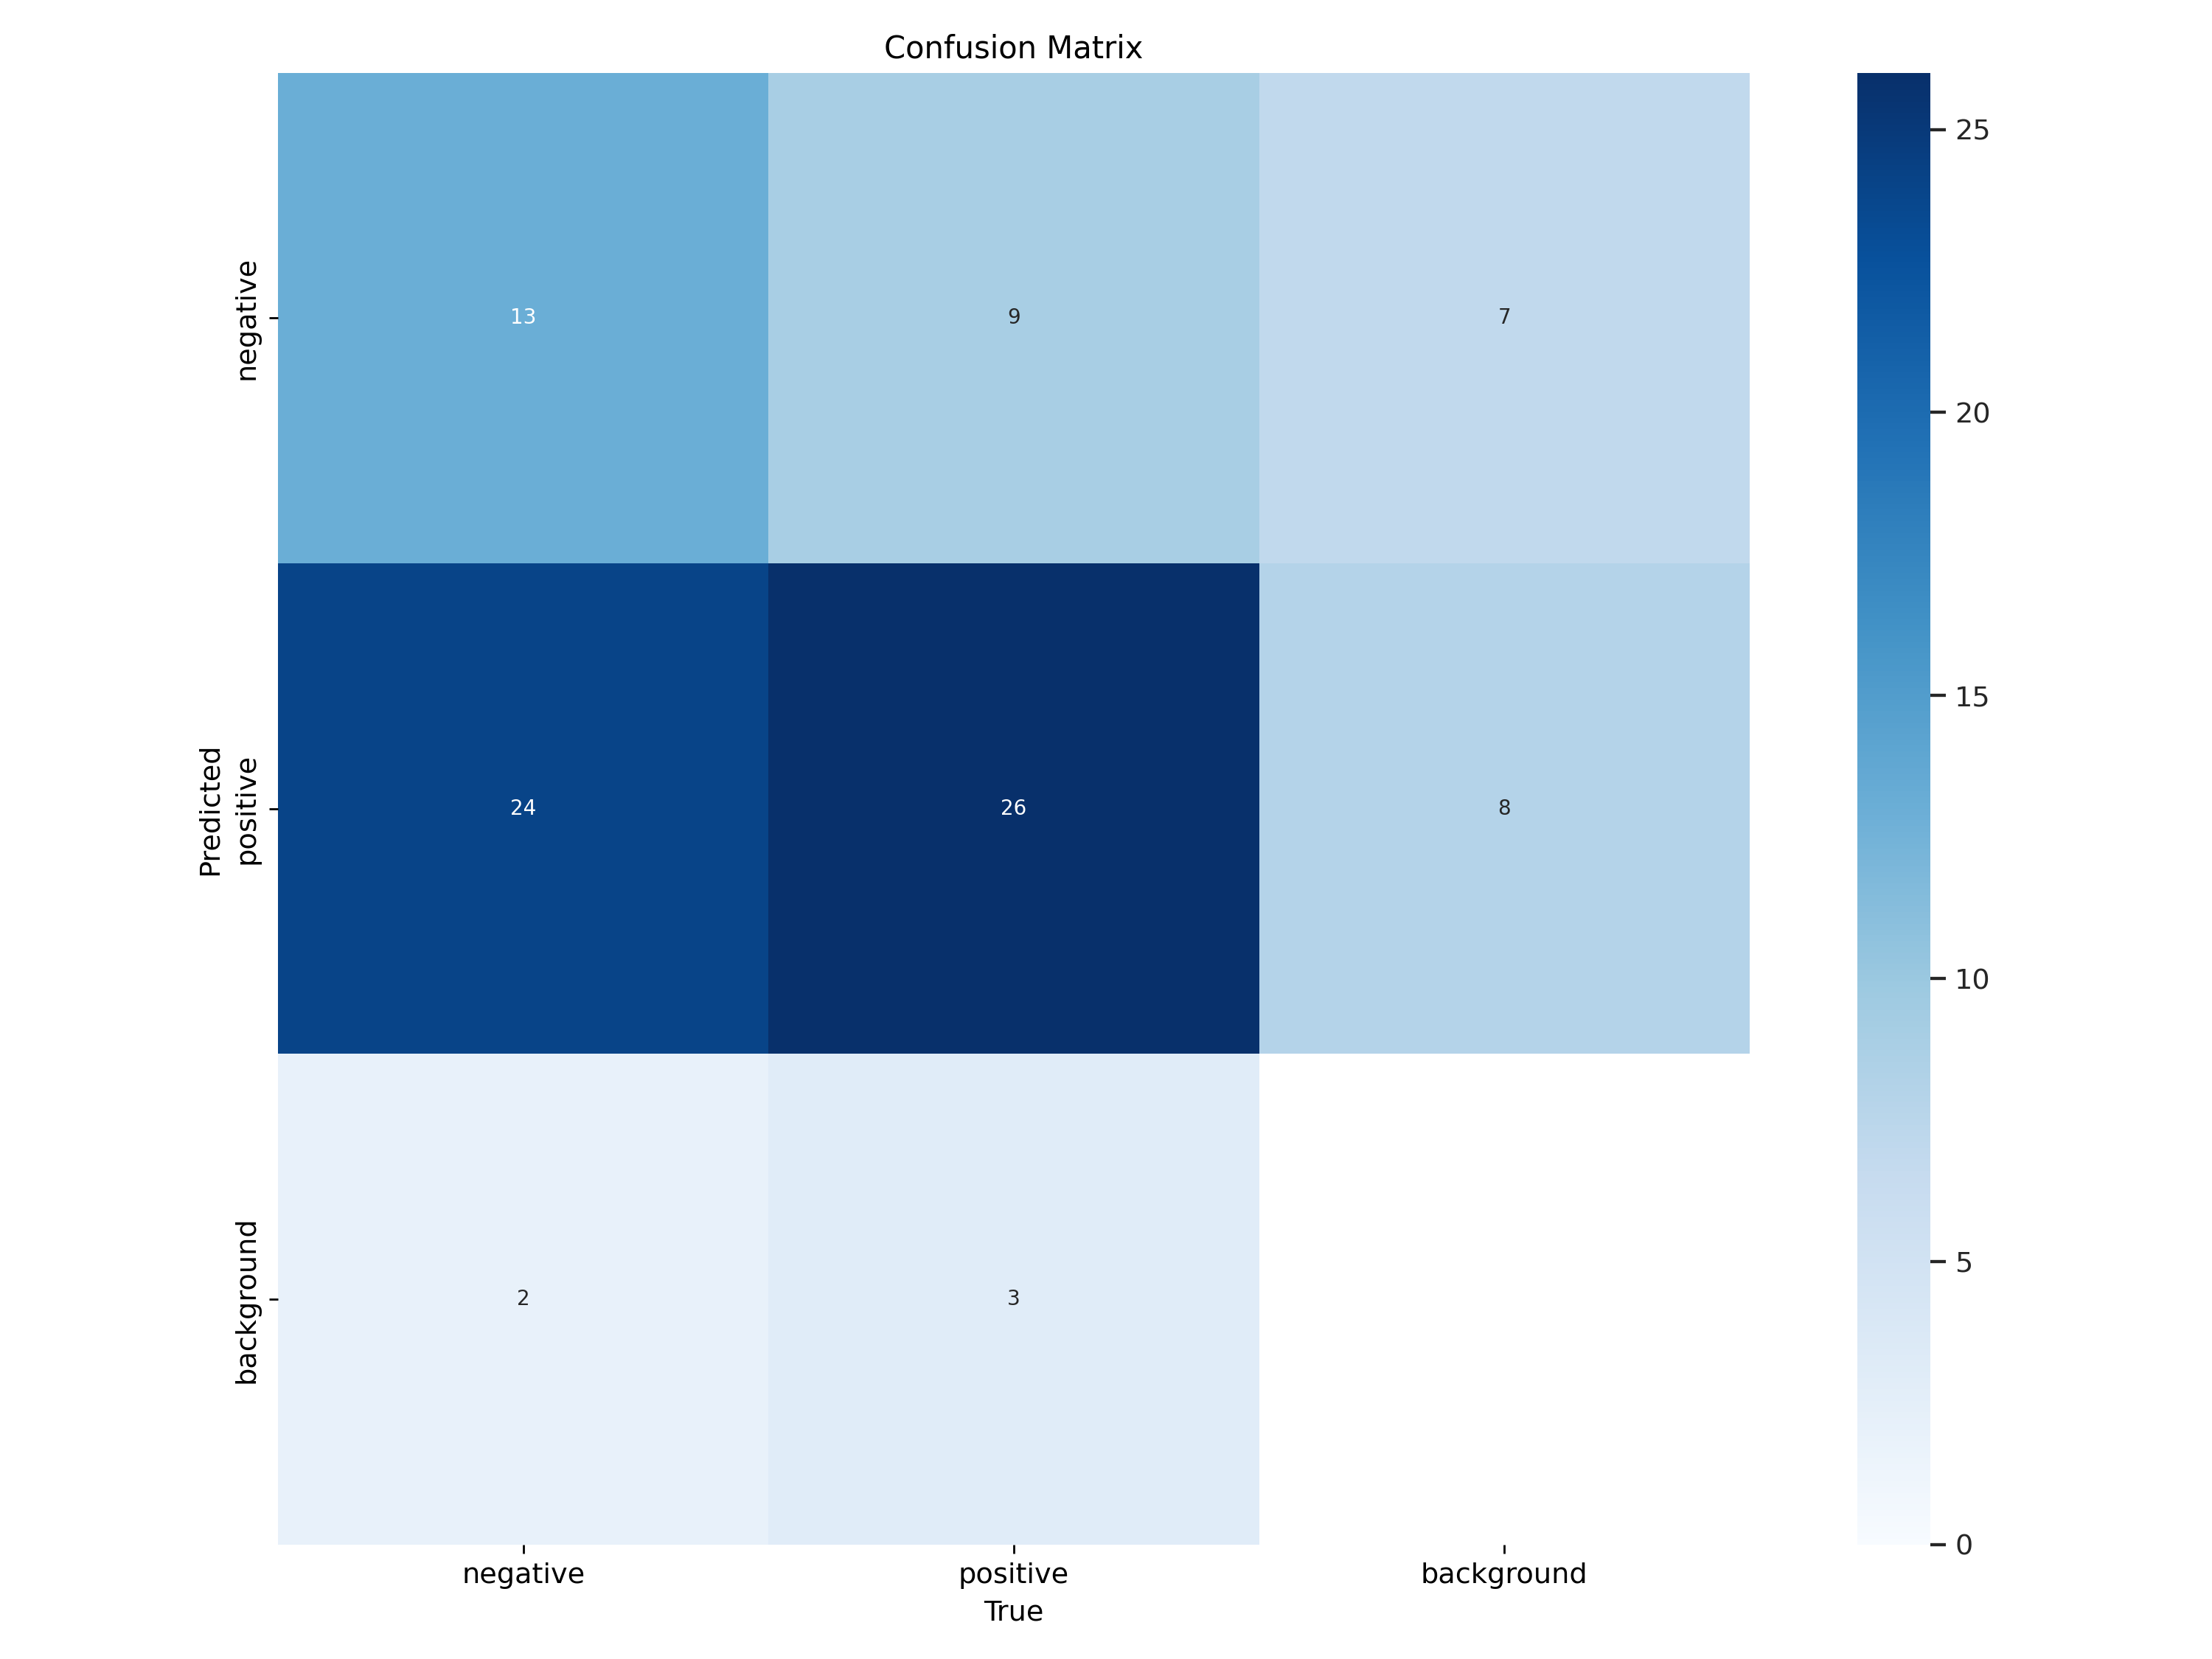 Confusion Matrix
negative
13
9
7
25
20
15
10
5
0
Predicted
positive
24
26
8
background
2
3
negative
positive
background
True